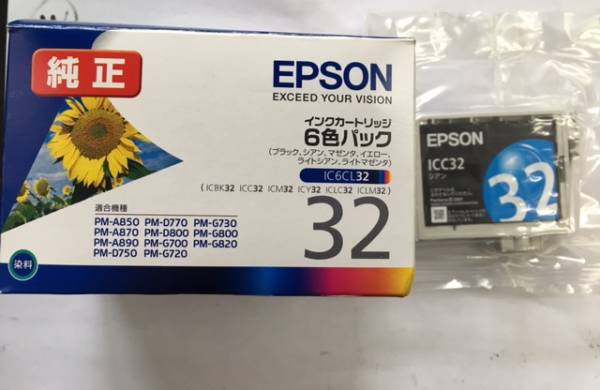 純正
EPSON
EXCEED YOUR VISION
インクカートリッジ
6色パック
(ブラック、シアン、マゼンタ、イエロー、
ライトシアン、ライトマゼンタ)
IC6CL32
(ICBK32 ICC32 ICM32 ICY32 ICLC32 ICLM32)
32
適合機種
PM-A850 PM-D770 PM-G730
PM-A870 PM-D800 PM-G800
PM-A890 PM-G700 PM-G820
PM-D750 PM-G720
染料
EPSON
ICC32
シアン
32